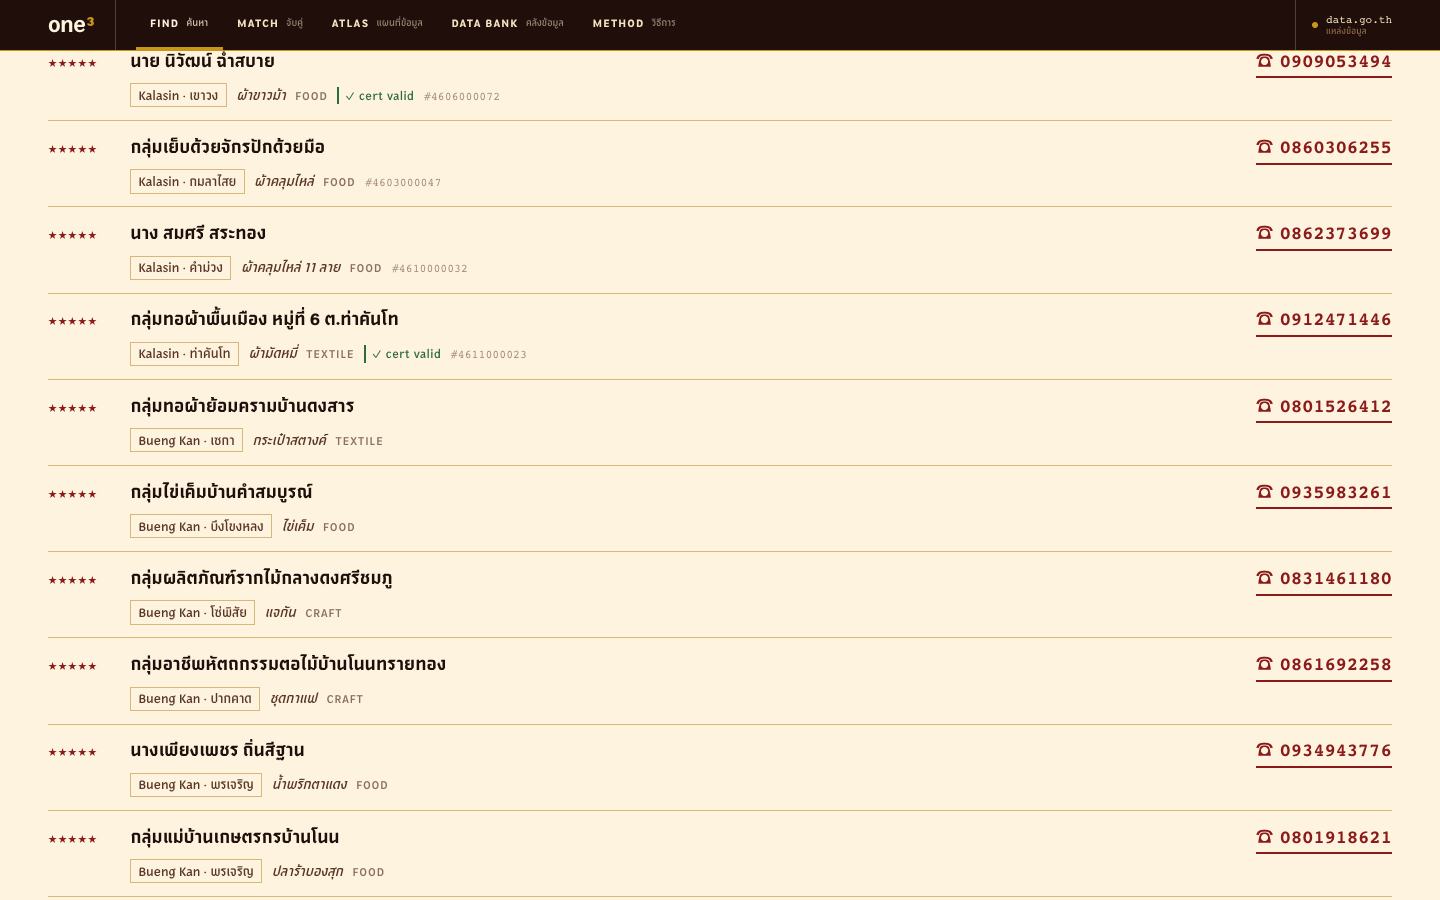 one³ FIND ค้นหา MATCH จับคู่ ATLAS แผนที่ข้อมูล DATA BANK คลังข้อมูล METHOD วิธีการ data.go.th
แหล่งข้อมูล
★★★★★ นาย นิวัฒน์ ฉ่ำสบาย ☎ 0909053494
Kalasin · เขาวง ผ้าขาวม้า FOOD ✓ cert valid #4606000072
★★★★★ กลุ่มเย็บด้วยจักรปักด้วยมือ ☎ 0860306255
Kalasin · กมลาไสย ผ้าคลุมไหล่ FOOD #4603000047
★★★★★ นาง สมศรี สระทอง ☎ 0862373699
Kalasin · คำม่วง ผ้าคลุมไหล่ 11 ลาย FOOD #4610000032
★★★★★ กลุ่มทอผ้าพื้นเมือง หมู่ที่ 6 ต.ท่าคันโท ☎ 0912471446
Kalasin · ท่าคันโท ผ้ามัดหมี่ TEXTILE ✓ cert valid #4611000023
★★★★★ กลุ่มทอผ้าย้อมครามบ้านดงสาร ☎ 0801526412
Bueng Kan · เซกา กระเป๋าสตางค์ TEXTILE
★★★★★ กลุ่มไข่เค็มบ้านคำสมบูรณ์ ☎ 0935983261
Bueng Kan · บึงโขงหลง ไข่เค็ม FOOD
★★★★★ กลุ่มผลิตภัณฑ์รากไม้กลางดงศรีชมภู ☎ 0831461180
Bueng Kan · โซ่พิสัย แจกัน CRAFT
★★★★★ กลุ่มอาชีพหัตถกรรมตอไม้บ้านโนนทรายทอง ☎ 0861692258
Bueng Kan · ปากคาด ชุดกาแฟ CRAFT
★★★★★ นางเพียงเพชร ถิ่นสีฐาน ☎ 0934943776
Bueng Kan · พรเจริญ น้ำพริกตาแดง FOOD
★★★★★ กลุ่มแม่บ้านเกษตรกรบ้านโนน ☎ 0801918621
Bueng Kan · พรเจริญ ปลาร้าบองสุก FOOD